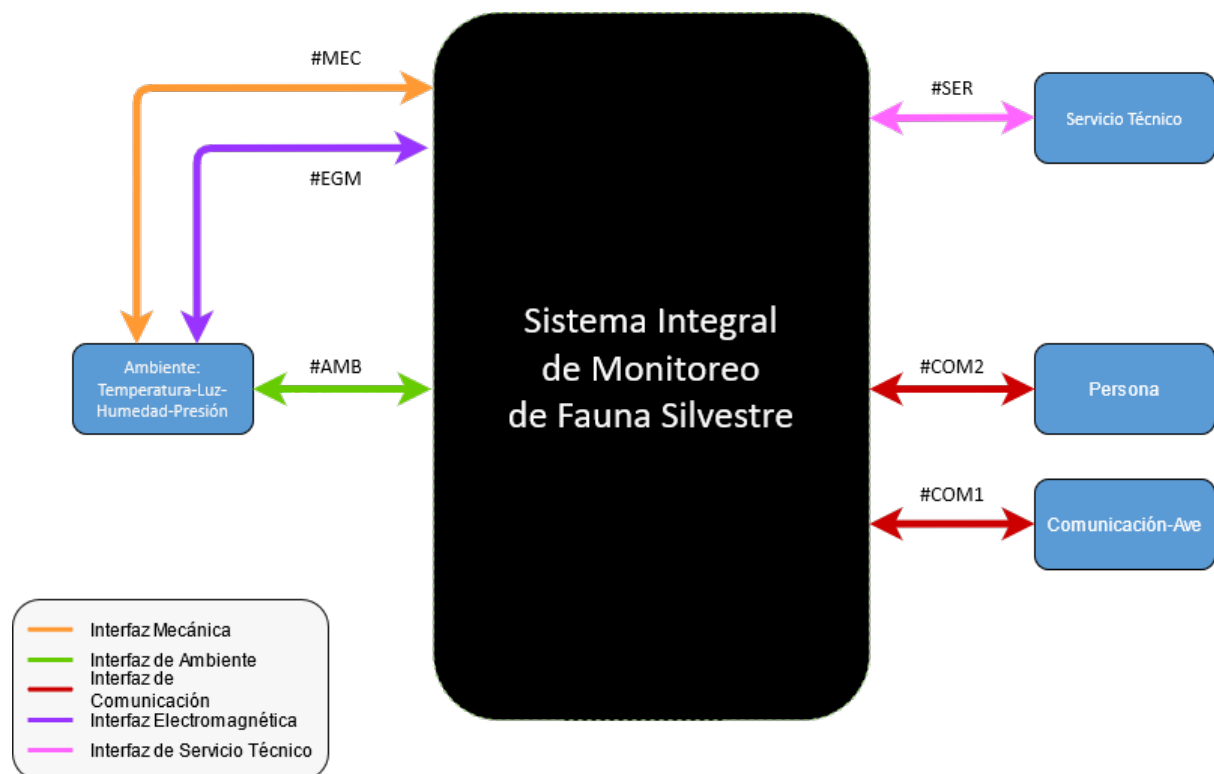 #MEC
#SER
Servicio Técnico
#EGM
Sistema Integral
de Monitoreo
de Fauna Silvestre
Ambiente:
Temperatura-Luz-
Humedad-Presión
#AMB
#COM2
Persona
#COM1
Comunicación-Ave
Interfaz Mecánica
Interfaz de Ambiente
Interfaz de
Comunicación
Interfaz Electromagnética
Interfaz de Servicio Técnico